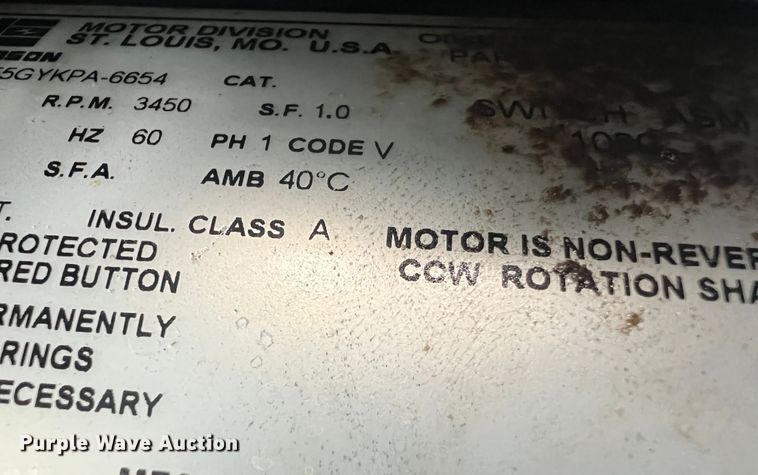 MOTOR DIVISION
ST. LOUIS, MO. U.S.A.
5GYKPA-6654 CAT.
R.P.M. 3450 S.F. 1.0
HZ 60 PH 1 CODE V
S.F.A. AMB 40°C
T. INSUL. CLASS A
ROTECTED MOTOR IS NON-REVER
RED BUTTON CCW ROTATION SHA
RMANENTLY
RINGS
ECESSARY
Purple Wave Auction